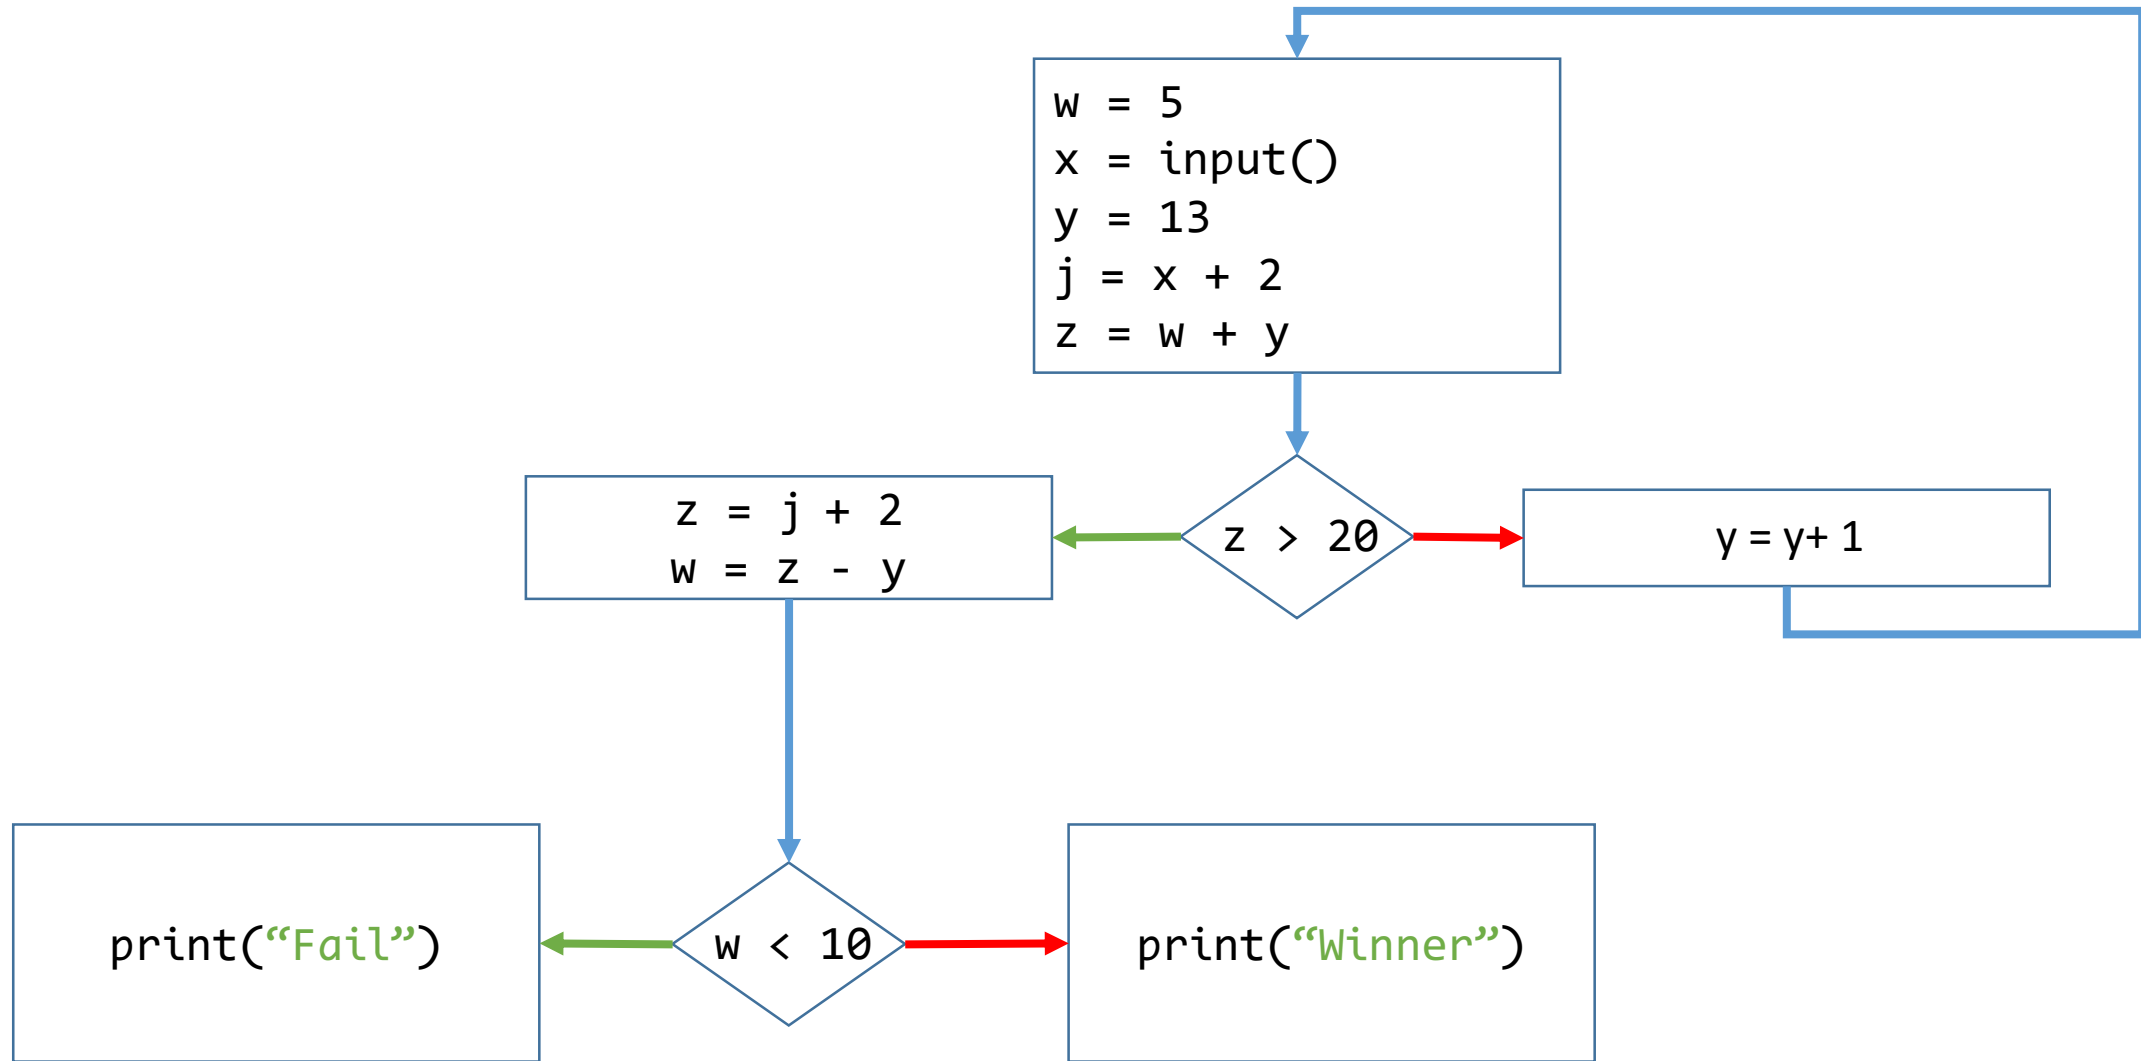 w = 5
x = input()
y = 13
j = x + 2
z = w + y
z = j + 2
w = z - y
z > 20
y = y+ 1
print(“Fail”)
w < 10
print(“Winner”)